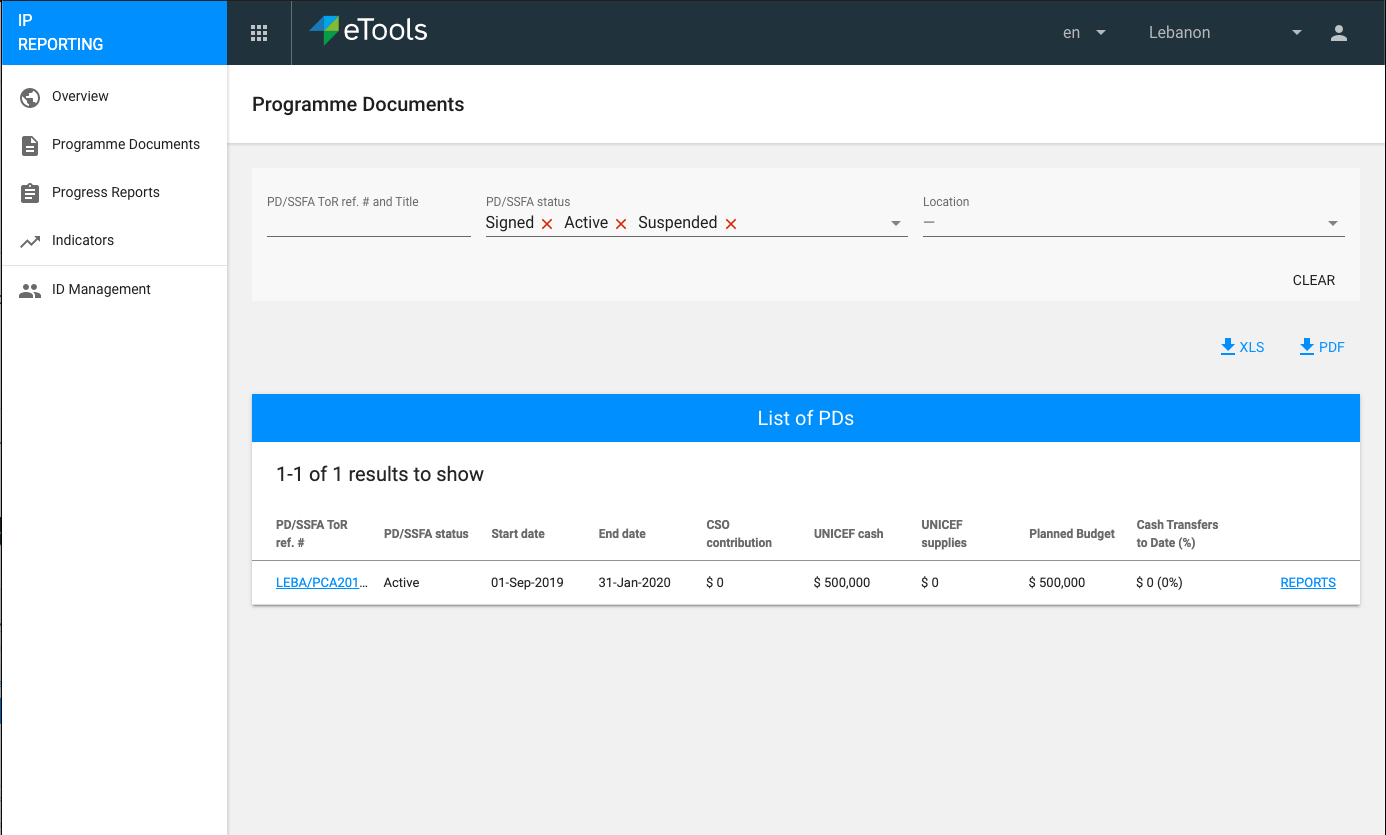 IP
REPORTING
eTools
en
Lebanon
Overview
Programme Documents
Progress Reports
Indicators
ID Management
Programme Documents
PD/SSFA ToR ref. # and Title
PD/SSFA status
Location
Signed
Active
Suspended
—
CLEAR
XLS
PDF
List of PDs
1-1 of 1 results to show
PD/SSFA ToR
ref. #
PD/SSFA status
Start date
End date
CSO
contribution
UNICEF cash
UNICEF
supplies
Planned Budget
Cash Transfers
to Date (%)
LEBA/PCA201...
Active
01-Sep-2019
31-Jan-2020
$ 0
$ 500,000
$ 0
$ 500,000
$ 0 (0%)
REPORTS